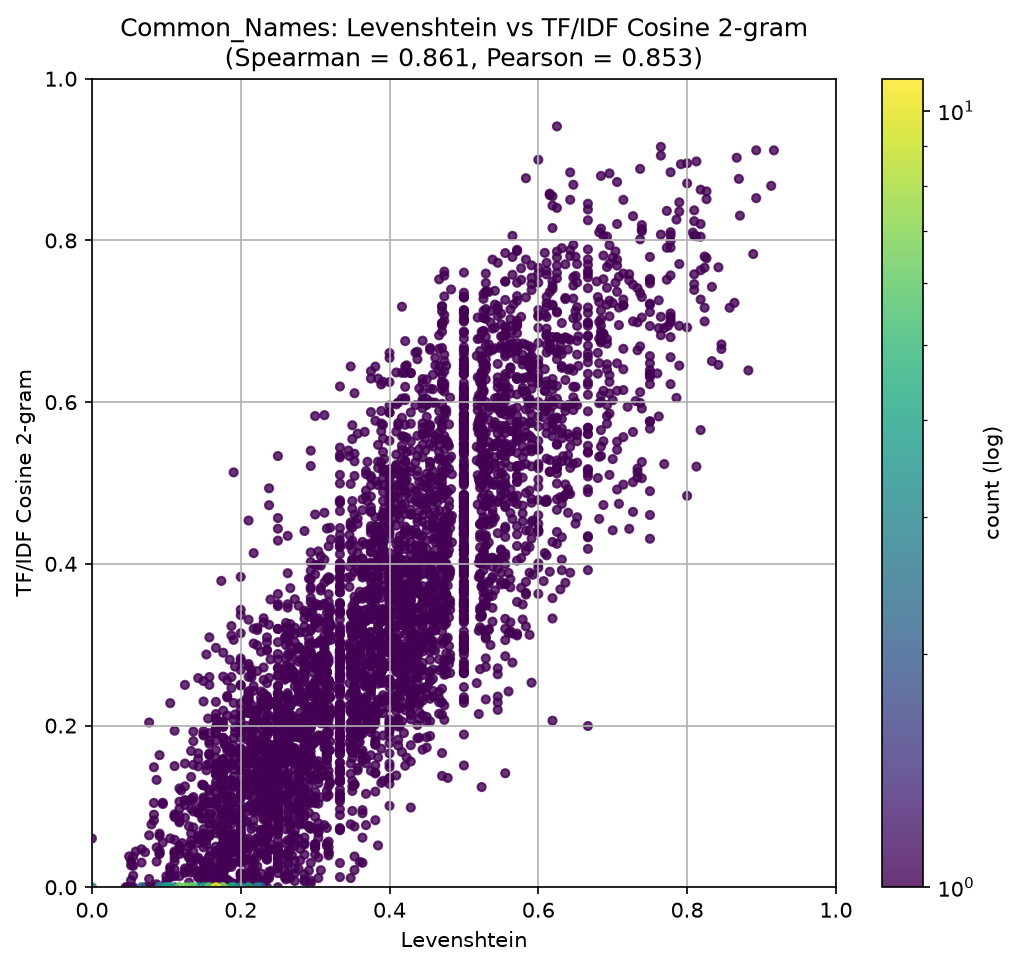 Common_Names: Levenshtein vs TF/IDF Cosine 2-gram
(Spearman = 0.861, Pearson = 0.853)
1.0
0.8
0.6
0.4
0.2
0.0
TF/IDF Cosine 2-gram
0.0 0.2 0.4 0.6 0.8 1.0
Levenshtein
10¹
10⁰
count (log)